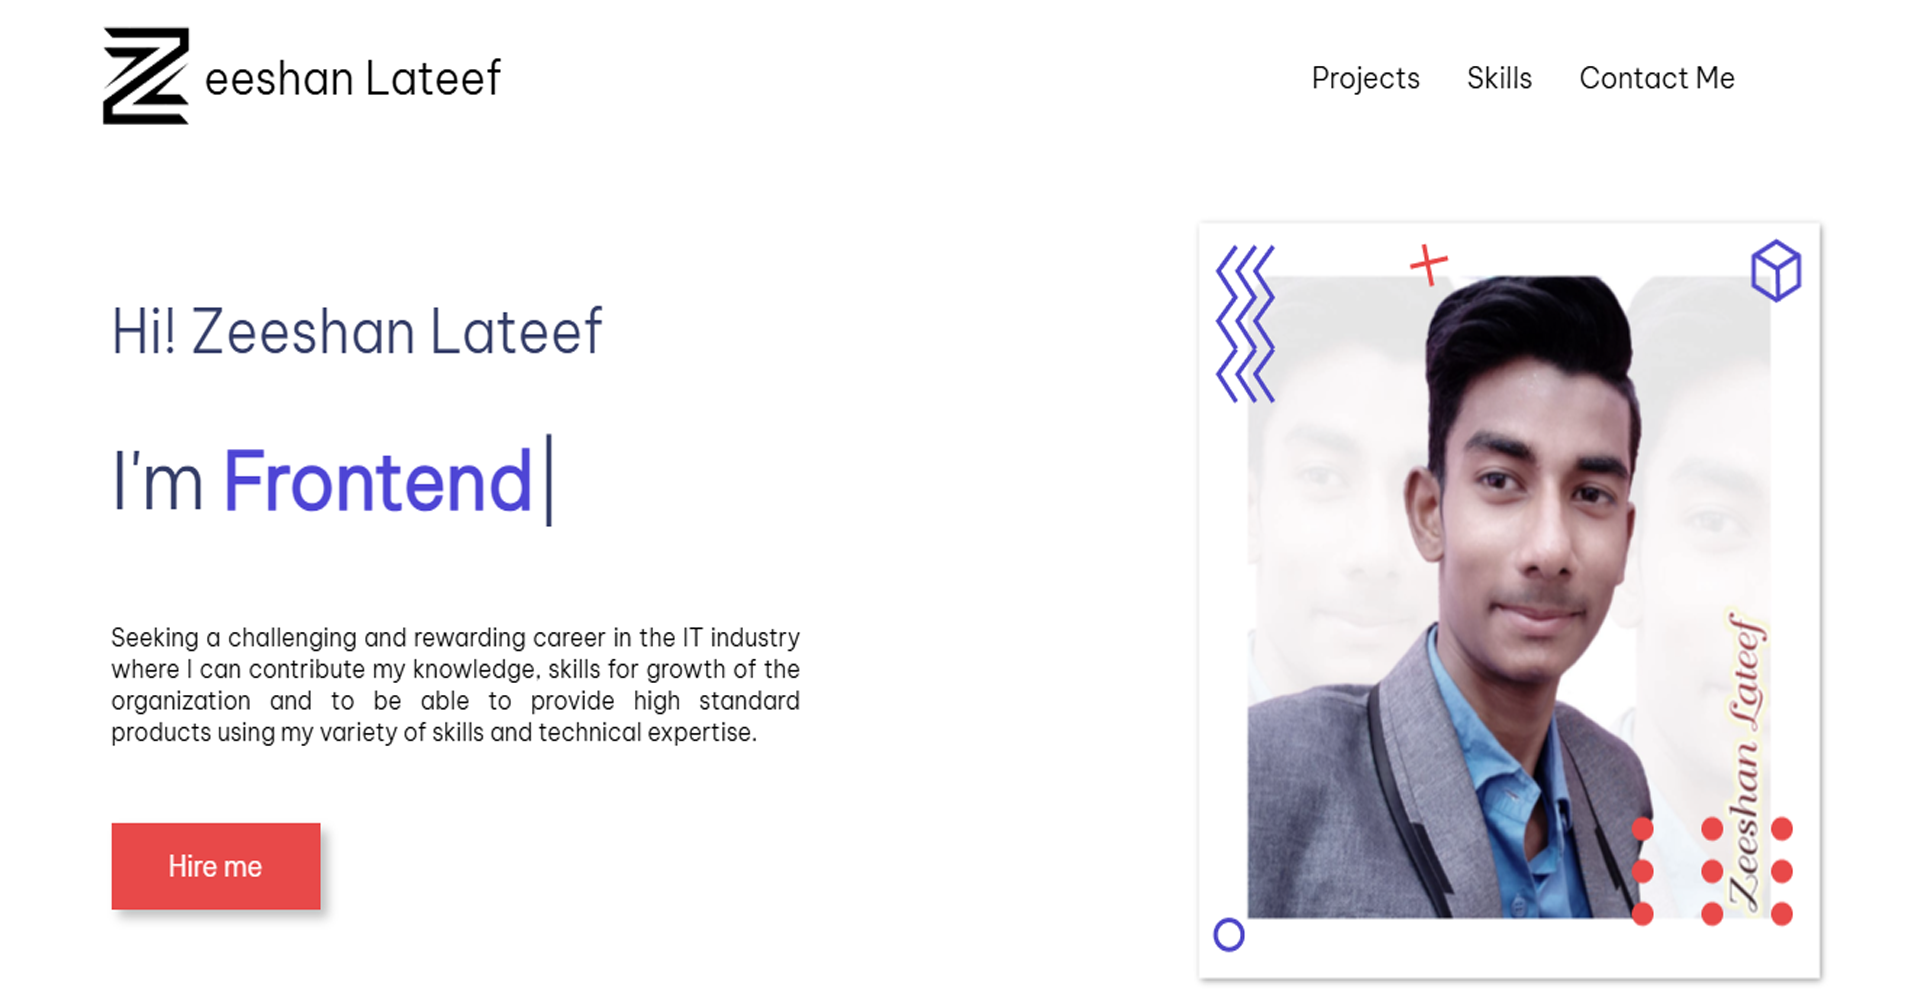 Zeeshan Lateef
Projects Skills Contact Me
Hi! Zeeshan Lateef
I'm Frontend
Seeking a challenging and rewarding career in the IT industry
where I can contribute my knowledge, skills for growth of the
organization and to be able to provide high standard
products using my variety of skills and technical expertise.
Hire me
Zeeshan Lateef